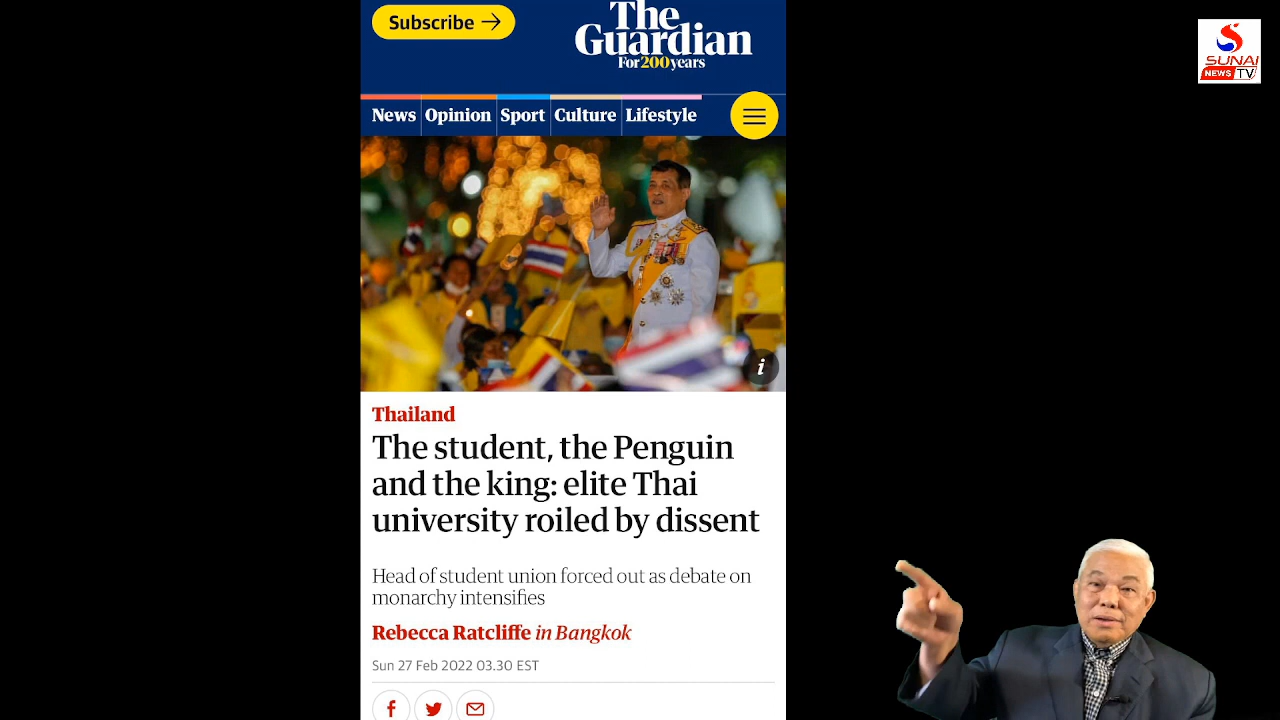 Subscribe
The
Guardian
For 200 years
SUNAI
NEWS TV
News Opinion Sport Culture Lifestyle
i
Thailand
The student, the Penguin
and the king: elite Thai
university roiled by dissent
Head of student union forced out as debate on
monarchy intensifies
Rebecca Ratcliffe in Bangkok
Sun 27 Feb 2022 03.30 EST